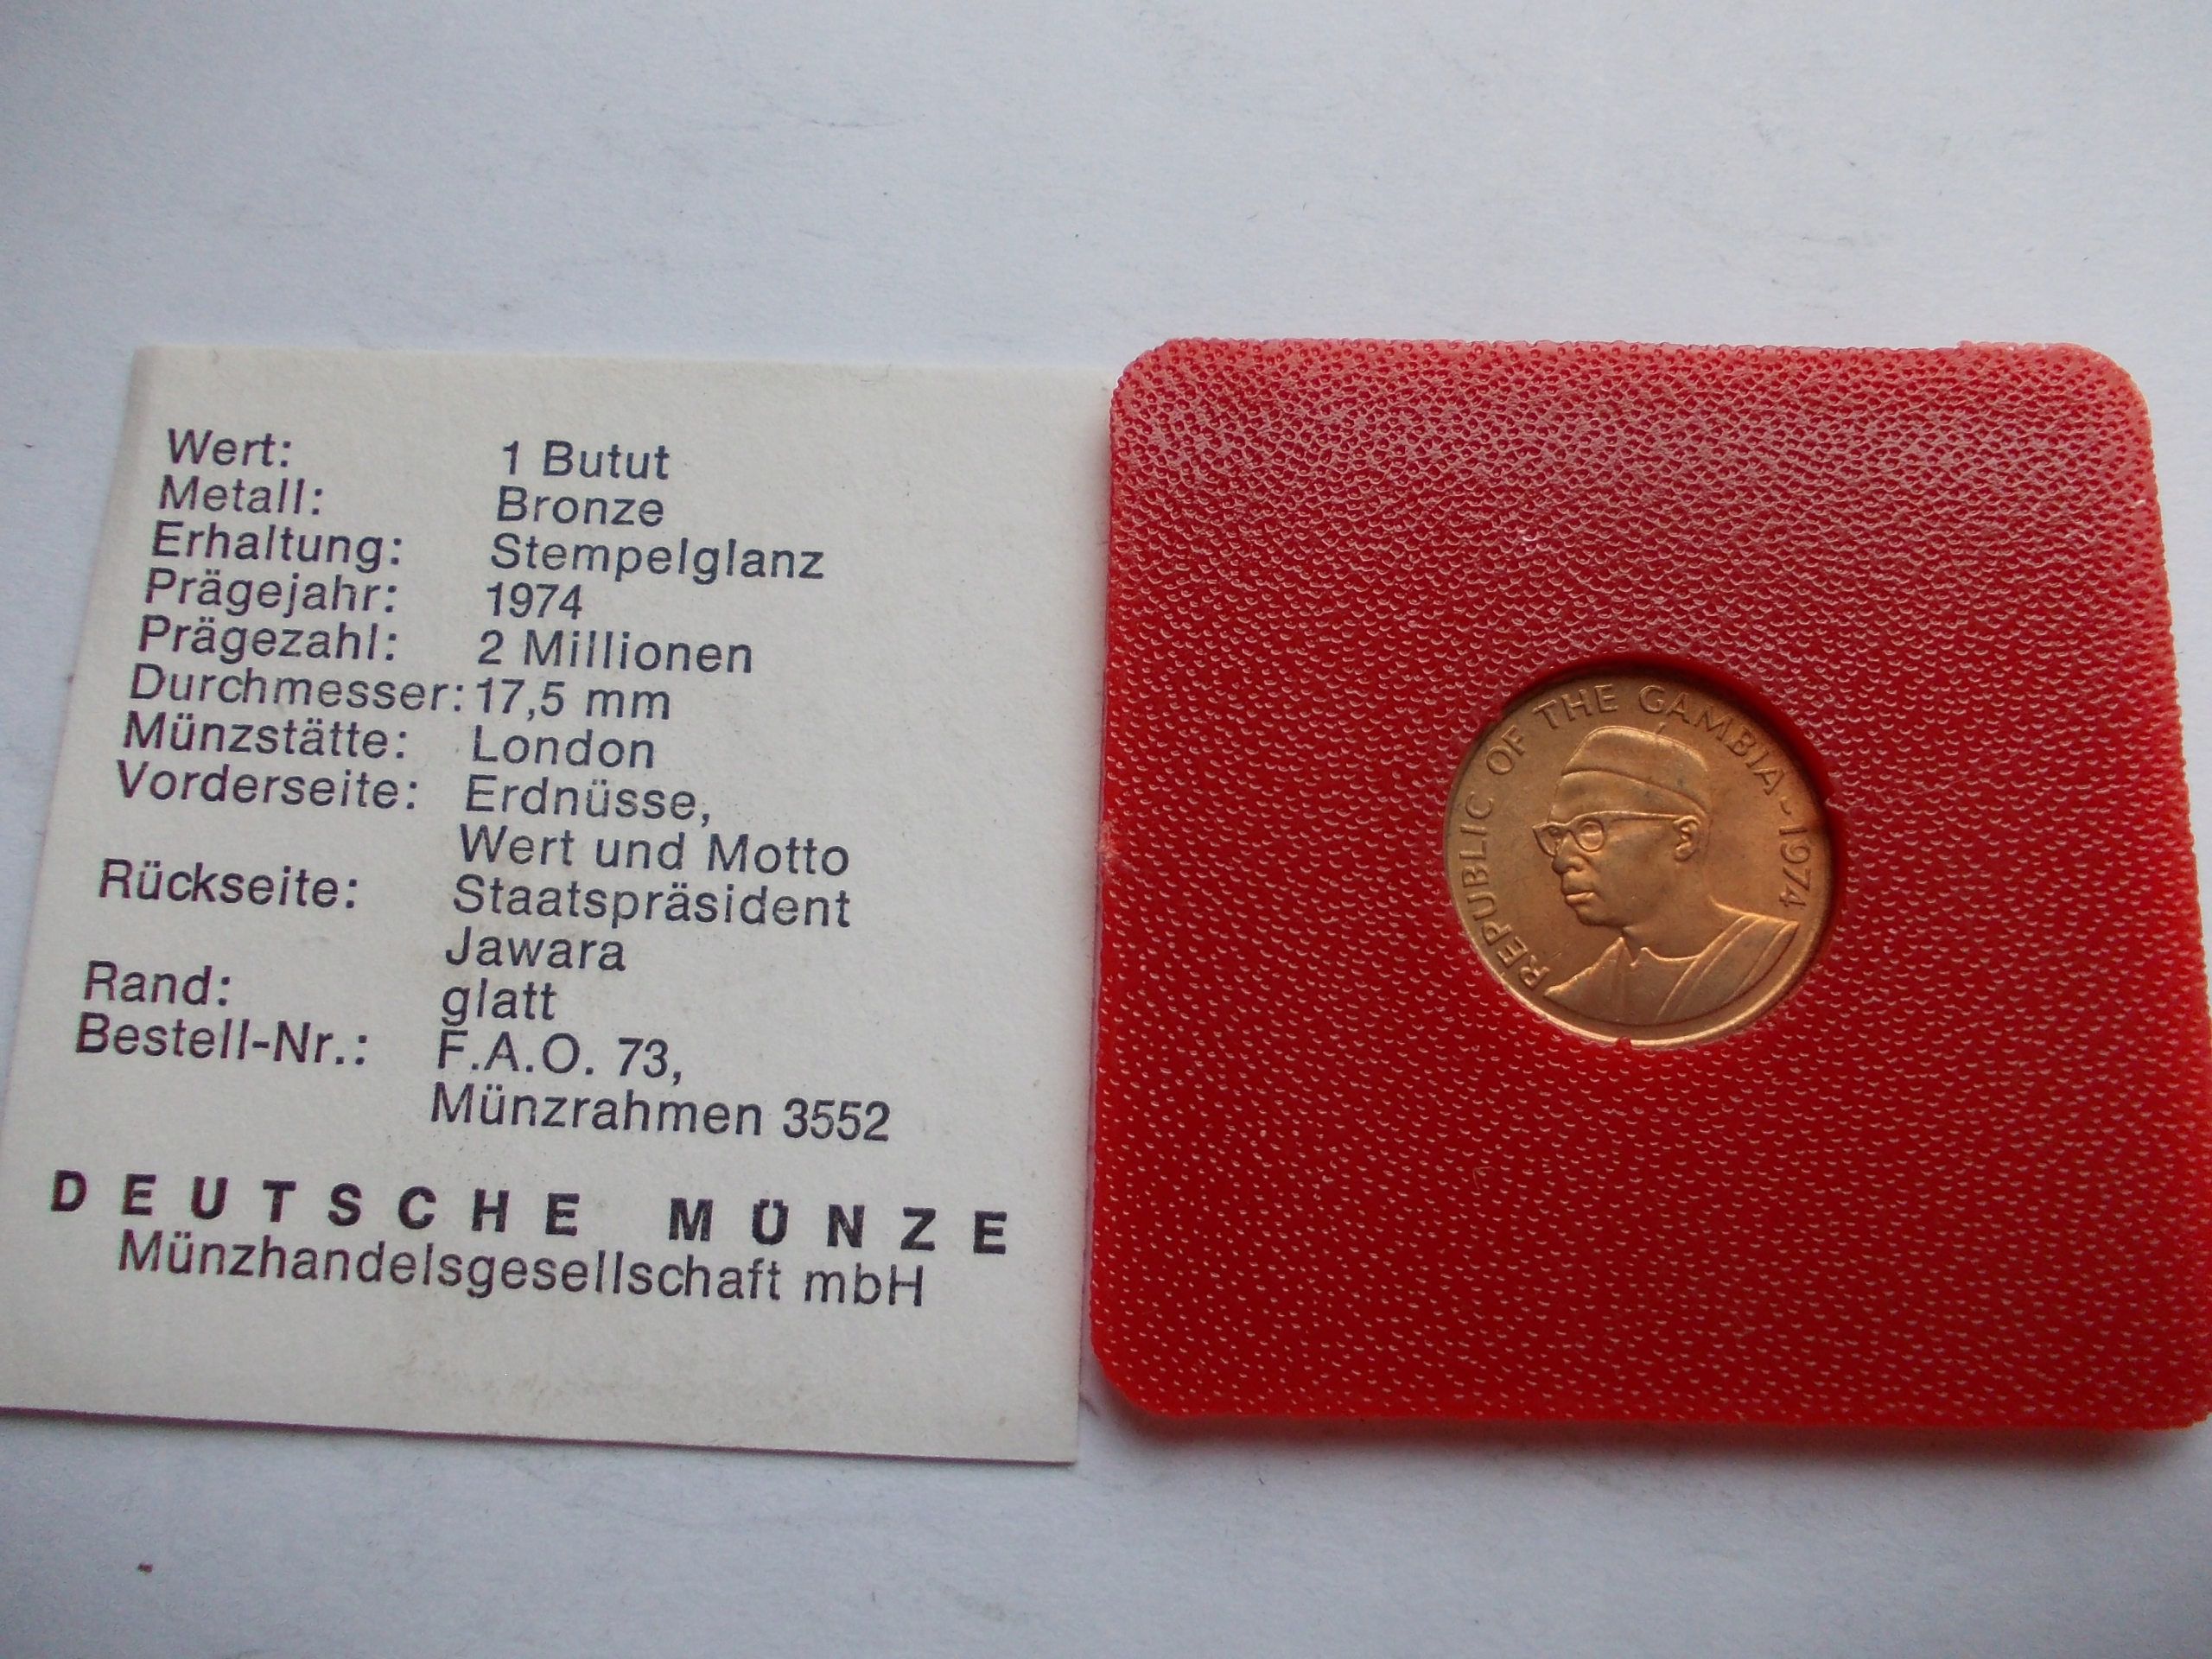 Wert: 1 Butut
Metall: Bronze
Erhaltung: Stempelglanz
Prägejahr: 1974
Prägezahl: 2 Millionen
Durchmesser: 17,5 mm
Münzstätte: London
Vorderseite: Erdnüsse,
Wert und Motto
Rückseite: Staatspräsident
Jawara
Rand: glatt
Bestell-Nr.: F.A.O. 73,
Münzrahmen 3552
DEUTSCHE MÜNZE
Münzhandelsgesellschaft mbH
REPUBLIC OF THE GAMBIA - 1974